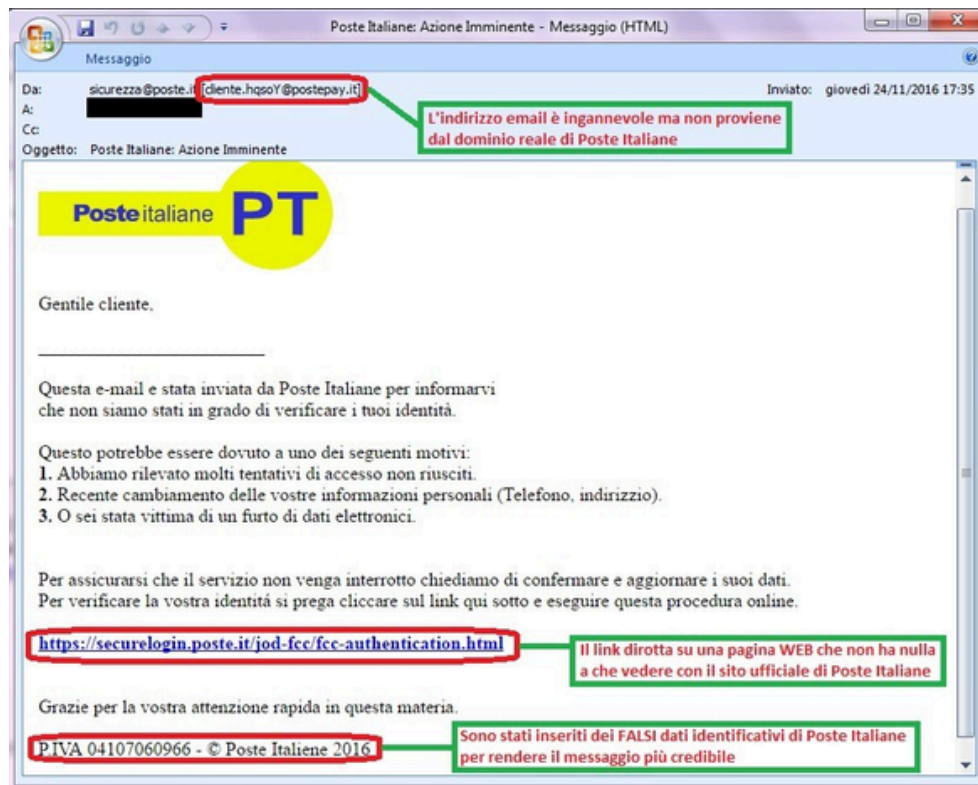 Poste Italiane: Azione Imminente - Messaggio (HTML)
Messaggio
Da: sicurezza@poste.it [cliente.hqsoY@postepay.it] Inviato: giovedì 24/11/2016 17:35
A:
Cc:
Oggetto: Poste Italiane: Azione Imminente
L'indirizzo email è ingannevole ma non proviene
dal dominio reale di Poste Italiane
Posteitaliane PT
Gentile cliente,
Questa e-mail e stata inviata da Poste Italiane per informarvi
che non siamo stati in grado di verificare i tuoi identità.
Questo potrebbe essere dovuto a uno dei seguenti motivi:
1. Abbiamo rilevato molti tentativi di accesso non riusciti.
2. Recente cambiamento delle vostre informazioni personali (Telefono, indirizzio).
3. O sei stata vittima di un furto di dati elettronici.
Per assicurarsi che il servizio non venga interrotto chiediamo di confermare e aggiornare i suoi dati.
Per verificare la vostra identitá si prega cliccare sul link qui sotto e eseguire questa procedura online.
https://securelogin.poste.it/jod-fcc/fcc-authentication.html
Il link dirotta su una pagina WEB che non ha nulla
a che vedere con il sito ufficiale di Poste Italiane
Grazie per la vostra attenzione rapida in questa materia.
P.IVA 04107060966 - © Poste Italiene 2016
Sono stati inseriti dei FALSI dati identificativi di Poste Italiane
per rendere il messaggio più credibile